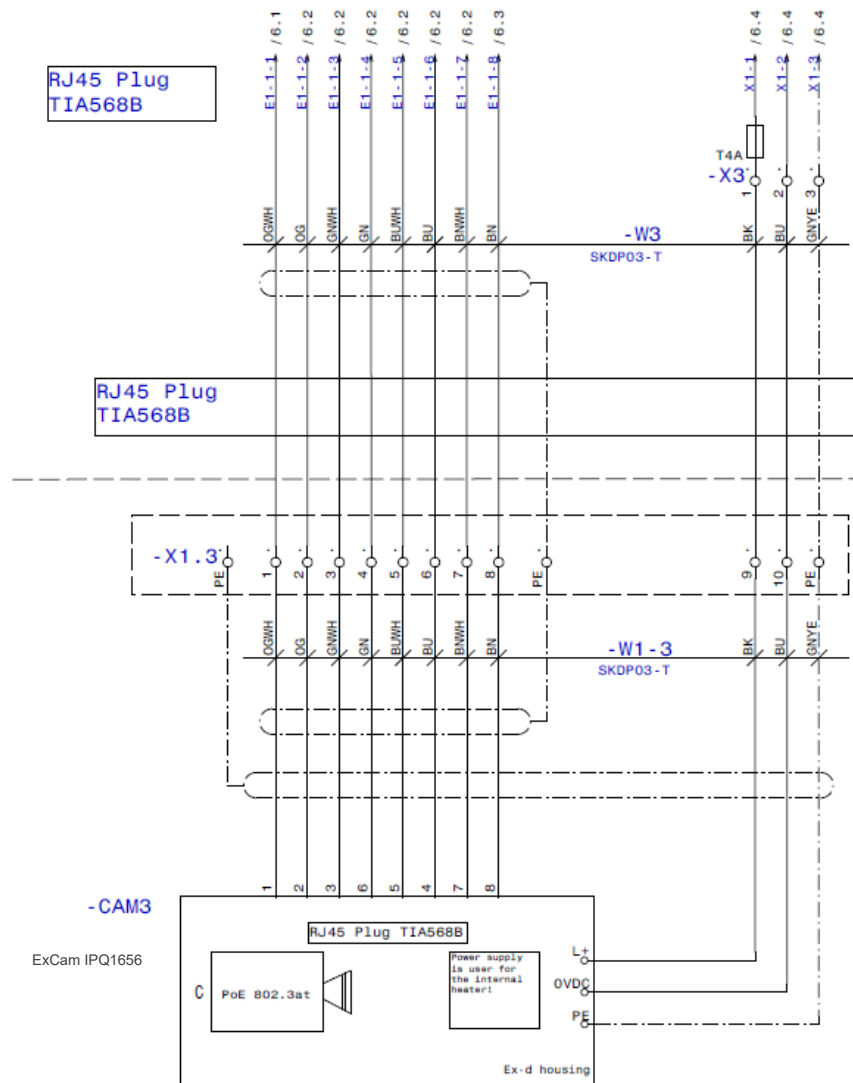 E1-1-1 /6.1
E1-1-2 /6.2
E1-1-3 /6.2
E1-1-4 /6.2
E1-1-5 /6.2
E1-1-6 /6.2
E1-1-7 /6.2
E1-1-8 /6.3
X1-1 /6.4
X1-2 /6.4
X1-3 /6.4
RJ45 Plug
TIA568B
T4A
-X3
1 2 3
OGWH OG GNWH GN BUWH BU BNWH BN
-W3
SKDP03-T
BK BU GNYE
RJ45 Plug
TIA568B
-X1.3
PE 1 2 3 4 5 6 7 8 PE 9 10 PE
OGWH OG GNWH GN BUWH BU BNWH BN
-W1-3
SKDP03-T
BK BU GNYE
1 2 3 6 5 4 7 8
-CAM3
RJ45 Plug TIA568B
ExCam IPQ1656
C
PoE 802.3at
Power supply
is user for
the internal
heater!
L+
0VDC
PE
Ex-d housing